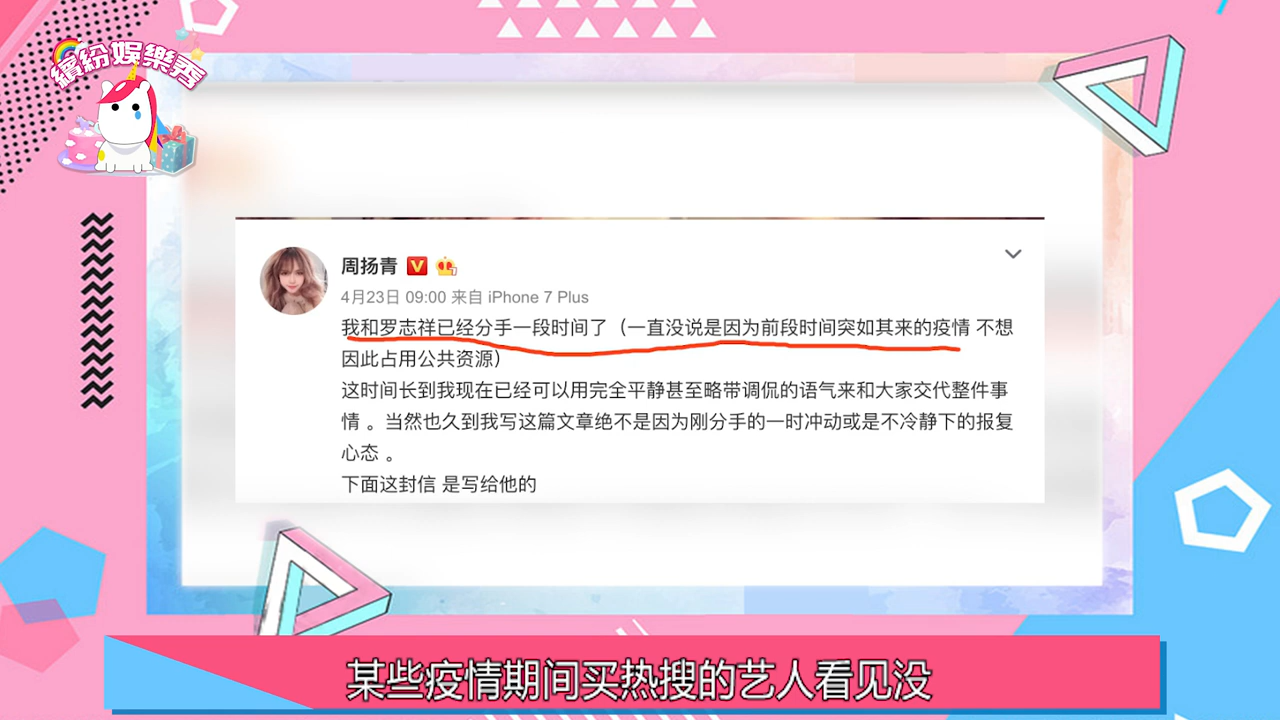 繽紛娛樂秀
周扬青
4月23日 09:00 来自 iPhone 7 Plus
我和罗志祥已经分手一段时间了（一直没说是因为前段时间突如其来的疫情 不想
因此占用公共资源）
这时间长到我现在已经可以用完全平静甚至略带调侃的语气来和大家交代整件事
情 。当然也久到我写这篇文章绝不是因为刚分手的一时冲动或是不冷静下的报复
心态 。
下面这封信 是写给他的
某些疫情期间买热搜的艺人看见没